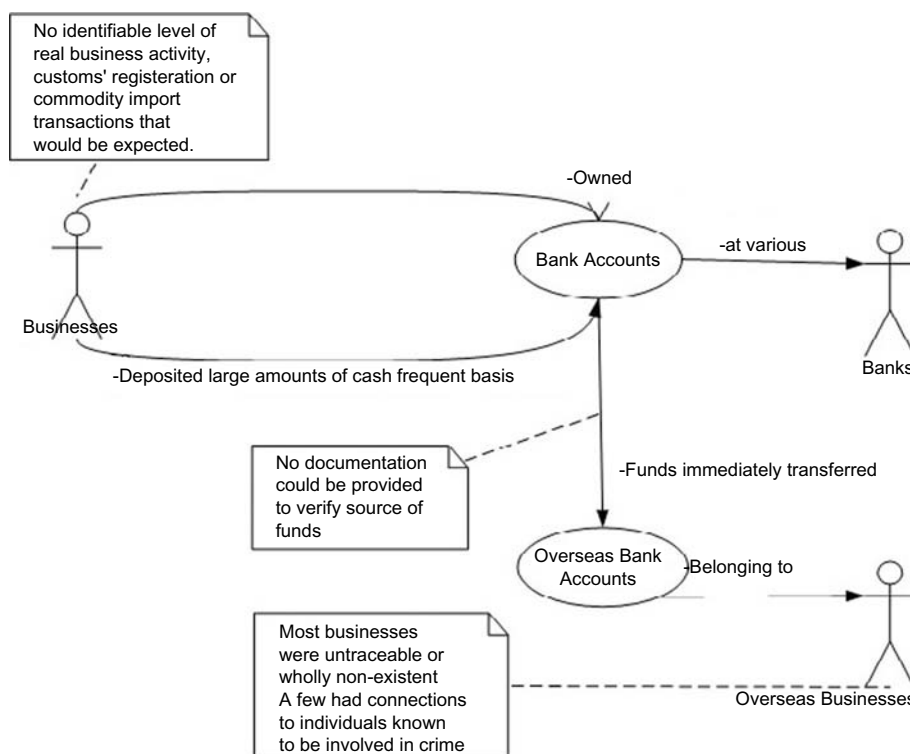 No identifiable level of
real business activity,
customs' registeration or
commodity import
transactions that
would be expected.
-Owned
Bank Accounts
-at various
Businesses
Banks
-Deposited large amounts of cash frequent basis
No documentation
could be provided
to verify source of
funds
-Funds immediately transferred
Overseas Bank
Accounts
-Belonging to
Most businesses
were untraceable or
wholly non-existent
A few had connections
to individuals known
to be involved in crime
Overseas Businesses